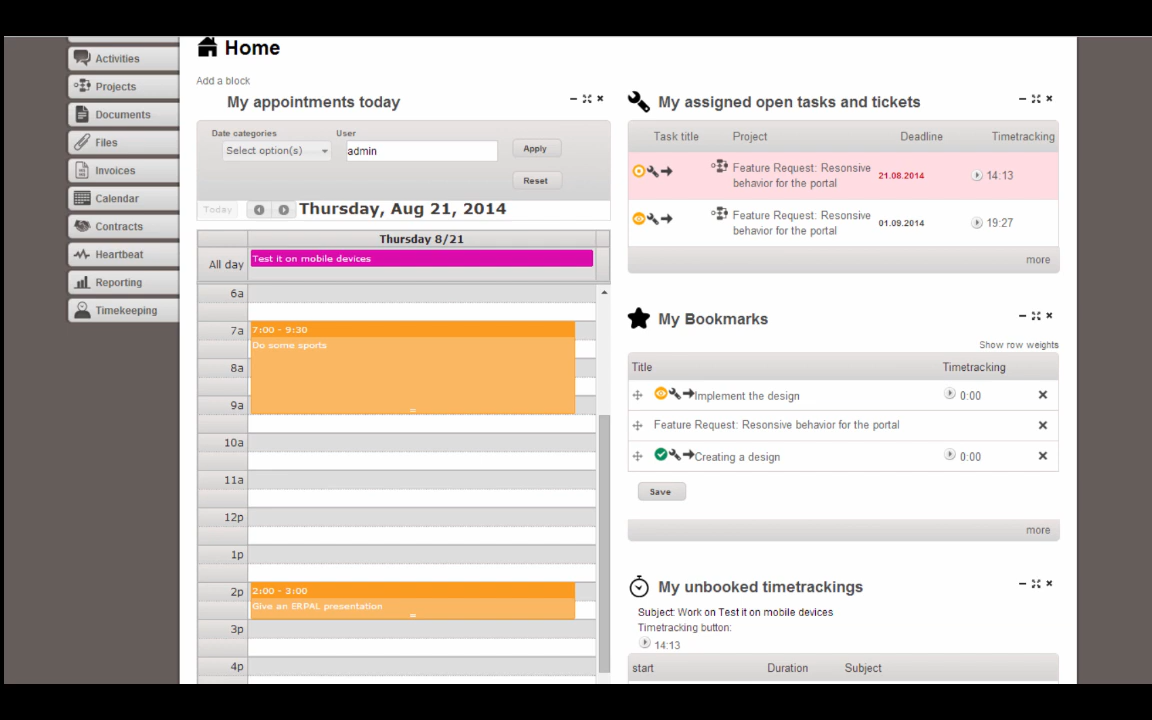 Activities
Projects
Documents
Files
Invoices
Calendar
Contracts
Heartbeat
Reporting
Timekeeping
Home
Add a block
My appointments today
Date categories
User
Select option(s)
admin
Apply
Reset
Today
Thursday, Aug 21, 2014
Thursday 8/21
All day
Test it on mobile devices
6a
7a
7:00 - 9:30
Do some sports
8a
9a
10a
11a
12p
1p
2p
2:00 - 3:00
Give an ERPAL presentation
3p
4p
My assigned open tasks and tickets
Task title Project Deadline Timetracking
Feature Request: Resonsive
behavior for the portal
21.08.2014
14:13
Feature Request: Resonsive
behavior for the portal
01.09.2014
19:27
more
My Bookmarks
Show row weights
Title Timetracking
Implement the design 0:00
Feature Request: Resonsive behavior for the portal
Creating a design 0:00
Save
more
My unbooked timetrackings
Subject: Work on Test it on mobile devices
Timetracking button:
14:13
start Duration Subject